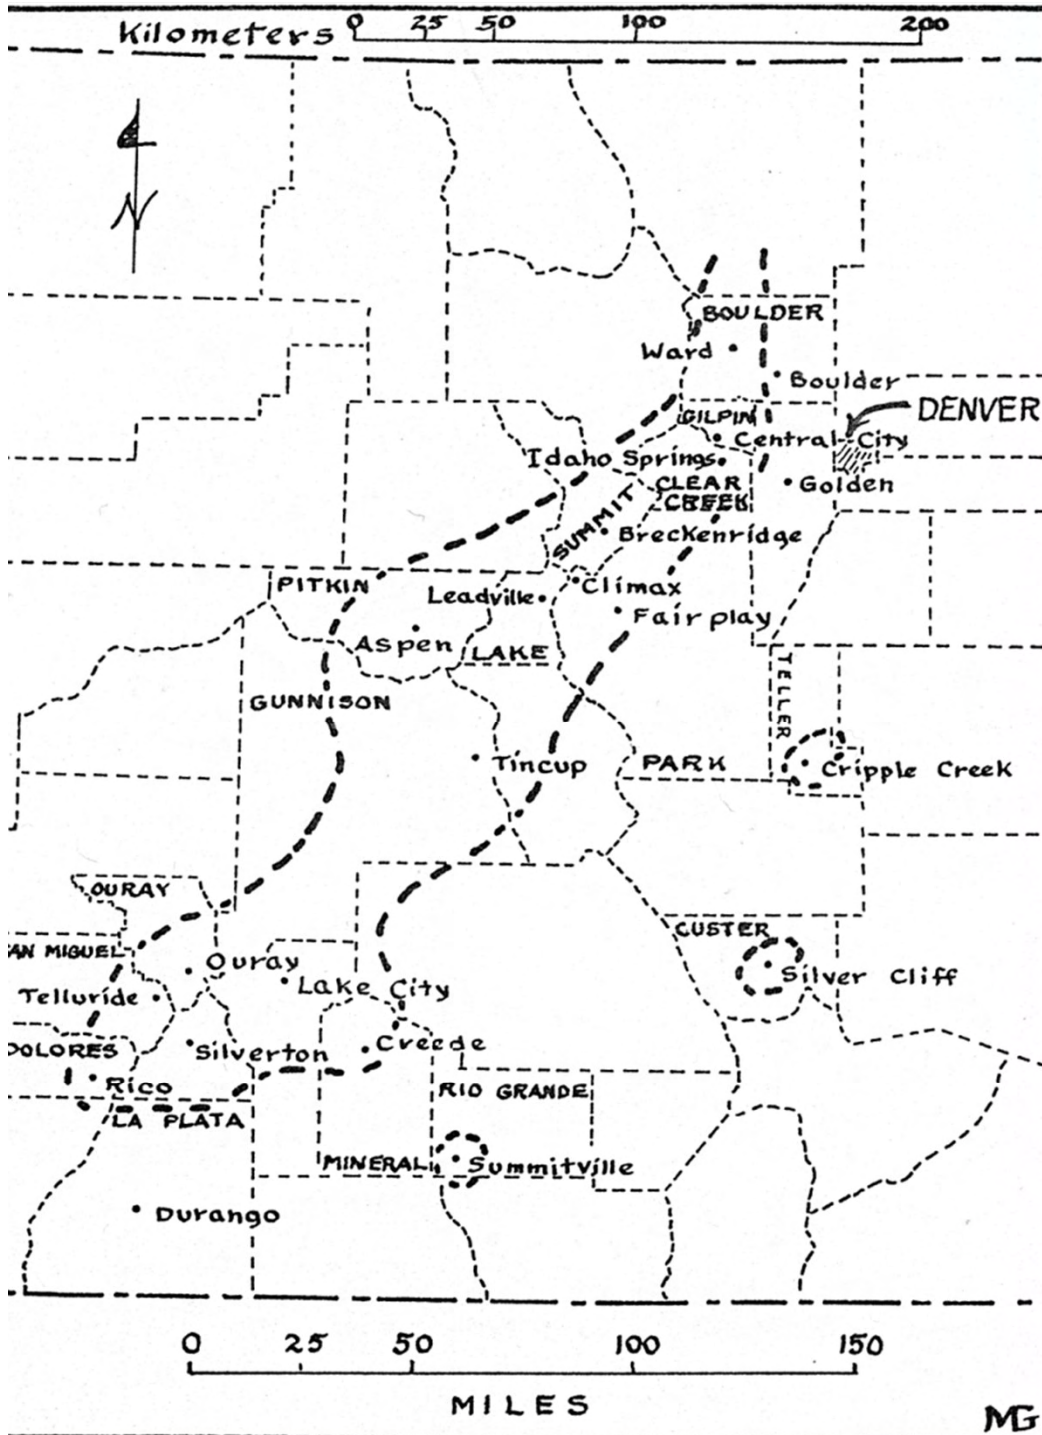 Kilometers 0 25 50 100 200
N
BOULDER
Ward
Boulder
DENVER
GILPIN
Central City
Idaho Springs
CLEAR
CREEK
Golden
SUMMIT
Breckenridge
PITKIN
Climax
Leadville
Fairplay
Aspen
LAKE
TELLER
GUNNISON
Tincup
PARK
Cripple Creek
OURAY
CUSTER
AN MIGUEL
Ouray
Silver Cliff
Telluride
Lake City
DOLORES
Silverton
Creede
Rico
RIO GRANDE
LA PLATA
MINERAL
Summitville
Durango
0 25 50 100 150
MILES
MG